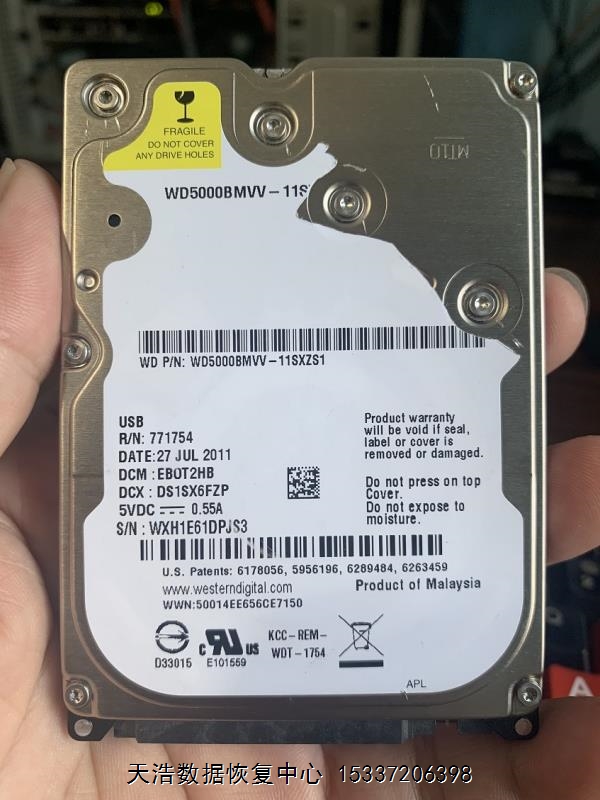 FRAGILE
DO NOT COVER
ANY DRIVE HOLES
MT10
WD5000BMVV-11S
WD P/N: WD5000BMVV-11SXZS1
USB
R/N: 771754
DATE:27 JUL 2011
DCM : EBOT2HB
DCX : DS1SX6FZP
5VDC ⎓ 0.55A
S/N : WXH1E61DPJS3
Product warranty
will be void if seal,
label or cover is
removed or damaged.
Do not press on top
Cover.
Do not expose to
moisture.
U.S. Patents: 6178056, 5956196, 6289484, 6263459
www.westerndigital.com
Product of Malaysia
WWN:50014EE656CE7150
D33015
c RU us
E101559
KCC-REM-
WDT-1754
APL
A
天浩数据恢复中心 15337206398